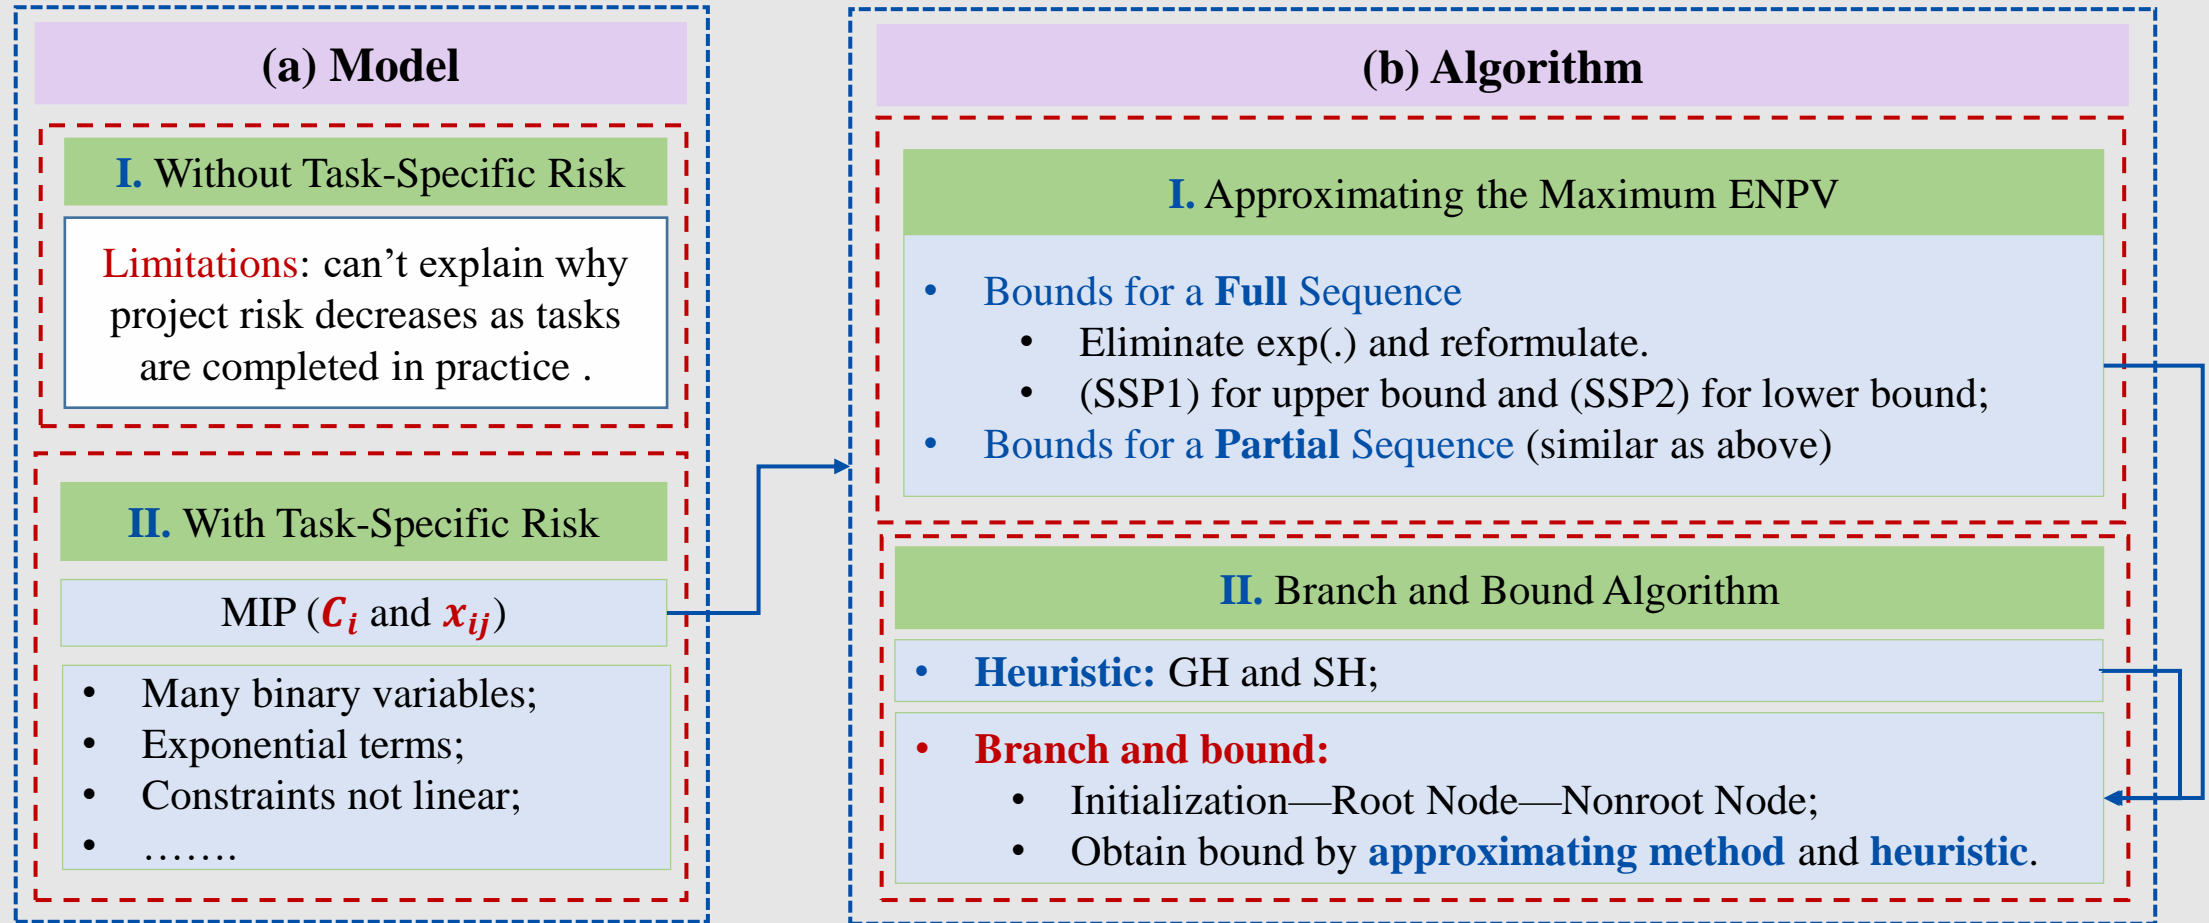 (a) Model
I. Without Task-Specific Risk
Limitations: can’t explain why
project risk decreases as tasks
are completed in practice .
II. With Task-Specific Risk
MIP (C_i and x_{ij})
• Many binary variables;
• Exponential terms;
• Constraints not linear;
• …….
(b) Algorithm
I. Approximating the Maximum ENPV
• Bounds for a Full Sequence
• Eliminate exp(.) and reformulate.
• (SSP1) for upper bound and (SSP2) for lower bound;
• Bounds for a Partial Sequence (similar as above)
II. Branch and Bound Algorithm
• Heuristic: GH and SH;
• Branch and bound:
• Initialization—Root Node—Nonroot Node;
• Obtain bound by approximating method and heuristic.